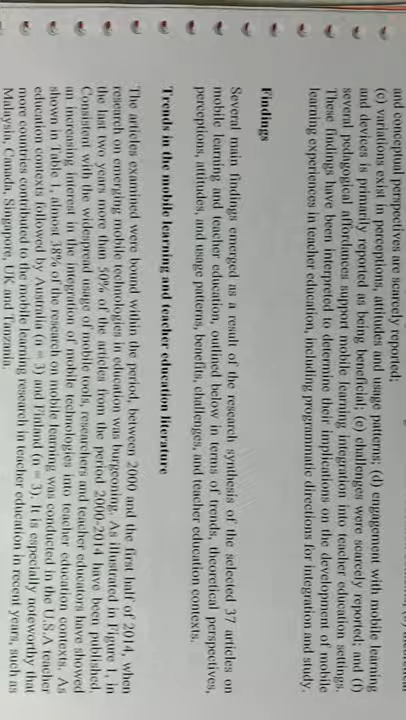 and conceptual perspectives are scarcely reported;
(c) variations exist in perceptions, attitudes and usage patterns; (d) engagement with mobile learning
and devices is primarily reported as being beneficial; (e) challenges were scarcely reported; and (f)
several pedagogical affordances support mobile learning integration into teacher education settings.
These findings have been interpreted to determine their implications on the development of mobile
learning experiences in teacher education, including programmatic directions for integration and study.
Findings
Several main findings emerged as a result of the research synthesis of the selected 37 articles on
mobile learning and teacher education, outlined below in terms of trends, theoretical perspectives,
perceptions, attitudes, and usage patterns, benefits, challenges, and teacher education contexts.
Trends in the mobile learning and teacher education literature
The articles examined were bound within the period, between 2000 and the first half of 2014, when
research on emerging mobile technologies in education was burgeoning. As illustrated in Figure 1, in
the last two years more than 50% of the articles from the period 2000-2014 have been published.
Consistent with the widespread usage of mobile tools, researchers and teacher educators have showed
an increasing interest in the integration of mobile technologies into teacher education contexts. As
shown in Table 1, almost 38% of the research on mobile learning was conducted in the U.S.A teacher
education contexts followed by Australia (n = 3) and Finland (n = 3). It is especially noteworthy that
more countries contributed to the mobile learning research in teacher education in recent years, such as
Malaysia, Canada, Singapore, UK and Tanzania.